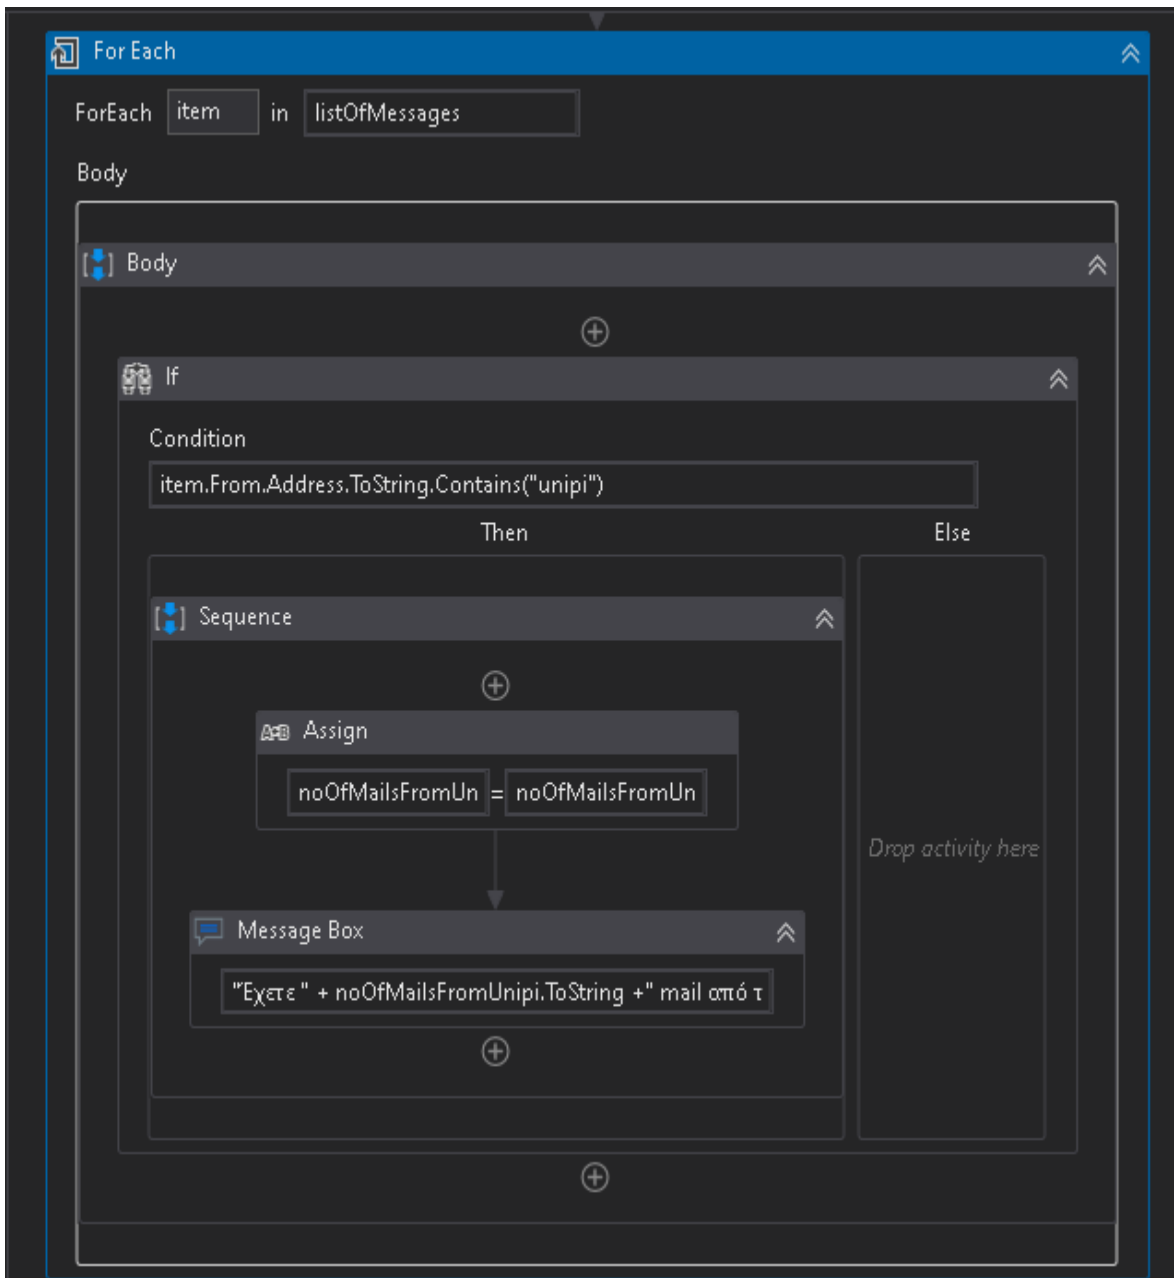 For Each
ForEach item in listOfMessages
Body
Body
If
Condition
item.From.Address.ToString.Contains("unipi")
Then Else
Sequence
Assign
noOfMailsFromUn = noOfMailsFromUn
Drop activity here
Message Box
"Έχετε " + noOfMailsFromUnipi.ToString +" mail από τ